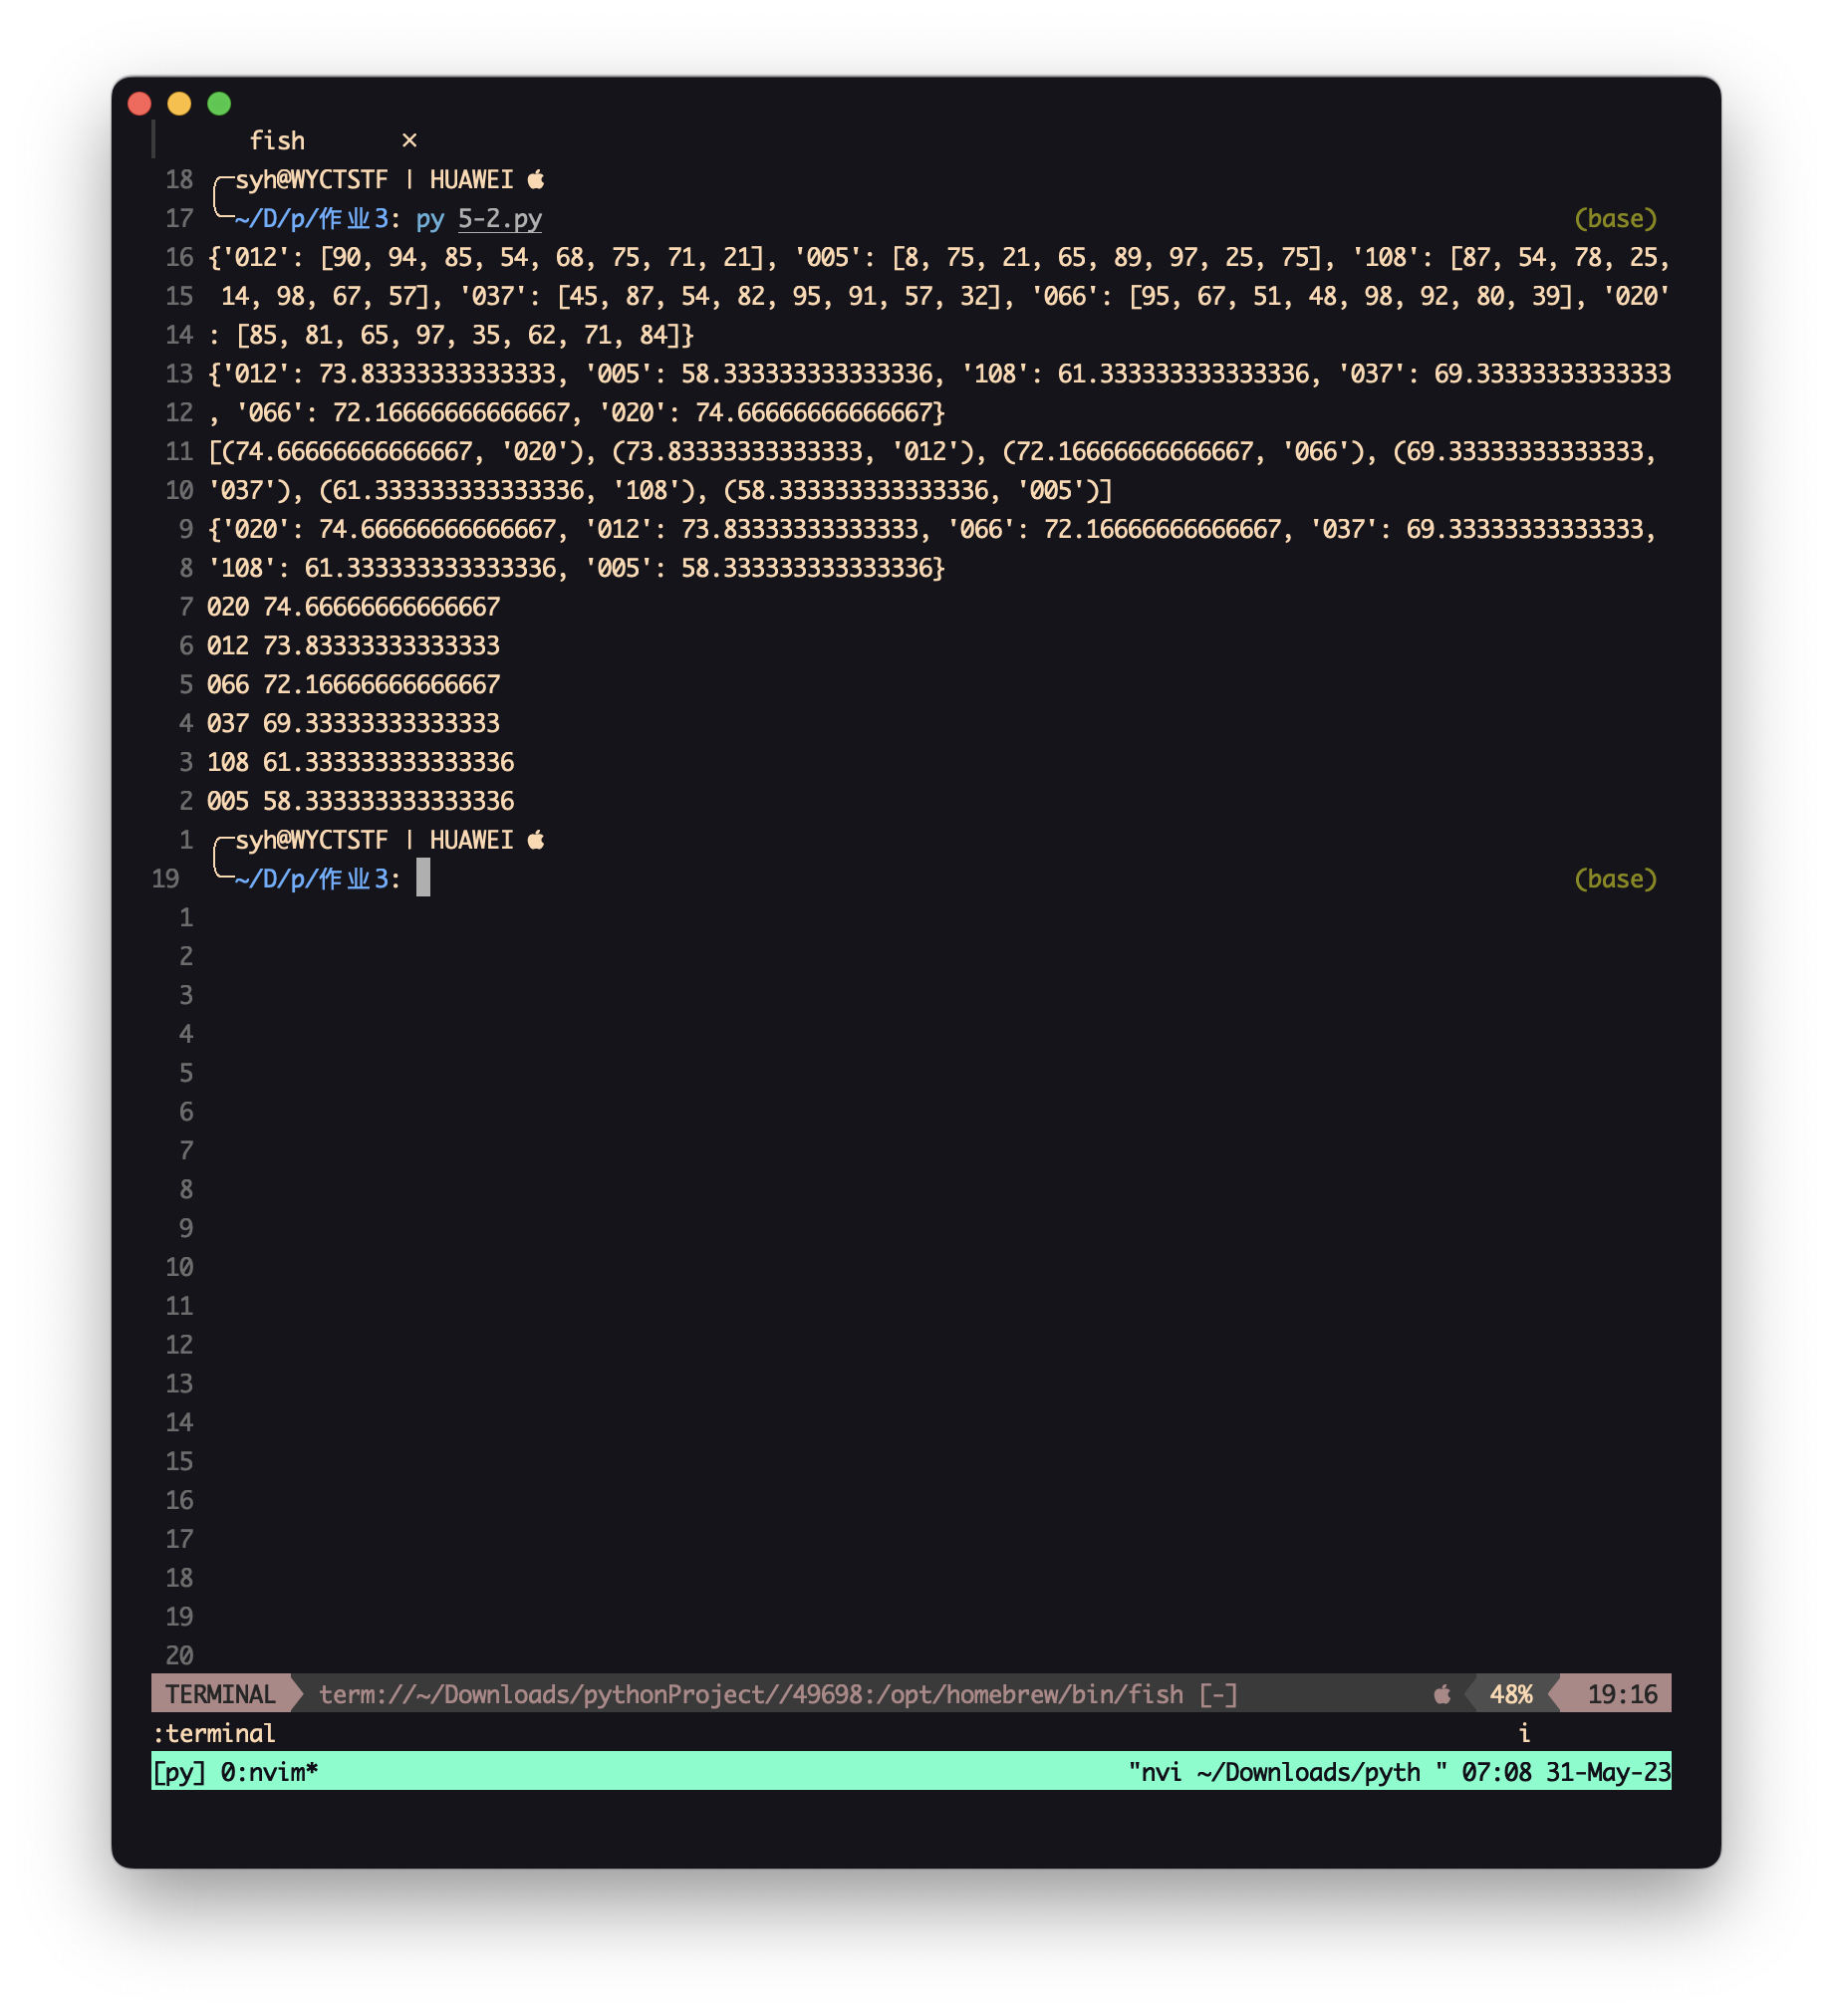 fish ×
18 syh@WYCTSTF | HUAWEI
17 ~/D/p/作业3: py 5-2.py (base)
16 {'012': [90, 94, 85, 54, 68, 75, 71, 21], '005': [8, 75, 21, 65, 89, 97, 25, 75], '108': [87, 54, 78, 25,
15 14, 98, 67, 57], '037': [45, 87, 54, 82, 95, 91, 57, 32], '066': [95, 67, 51, 48, 98, 92, 80, 39], '020'
14 : [85, 81, 65, 97, 35, 62, 71, 84]}
13 {'012': 73.83333333333333, '005': 58.333333333333336, '108': 61.333333333333336, '037': 69.33333333333333
12 , '066': 72.16666666666667, '020': 74.66666666666667}
11 [(74.66666666666667, '020'), (73.83333333333333, '012'), (72.16666666666667, '066'), (69.33333333333333,
10 '037'), (61.333333333333336, '108'), (58.333333333333336, '005')]
9 {'020': 74.66666666666667, '012': 73.83333333333333, '066': 72.16666666666667, '037': 69.33333333333333,
8 '108': 61.333333333333336, '005': 58.333333333333336}
7 020 74.66666666666667
6 012 73.83333333333333
5 066 72.16666666666667
4 037 69.33333333333333
3 108 61.333333333333336
2 005 58.333333333333336
1 syh@WYCTSTF | HUAWEI
19 ~/D/p/作业3: (base)
1
2
3
4
5
6
7
8
9
10
11
12
13
14
15
16
17
18
19
20
TERMINAL term://~/Downloads/pythonProject//49698:/opt/homebrew/bin/fish [-] 48% 19:16
:terminal i
[py] 0:nvim* "nvi ~/Downloads/pyth " 07:08 31-May-23